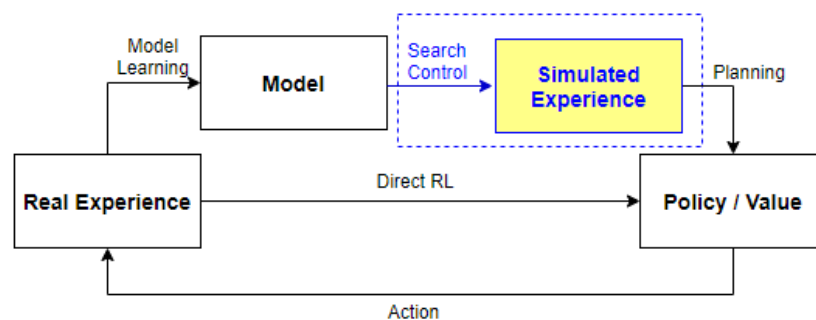 Model
Learning
Model
Search
Control
Simulated
Experience
Planning
Real Experience
Direct RL
Policy / Value
Action